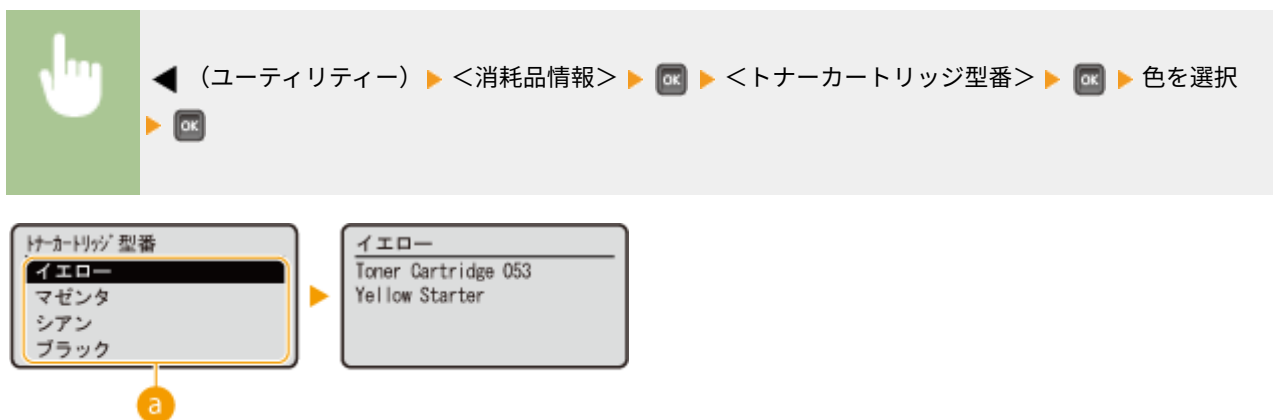 （ユーティリティー） <消耗品情報> OK <トナーカートリッジ型番> OK 色を選択
OK
ﾄﾅｰｶｰﾄﾘｯｼﾞ型番
イエロー
マゼンタ
シアン
ブラック
イエロー
Toner Cartridge 053
Yellow Starter
a